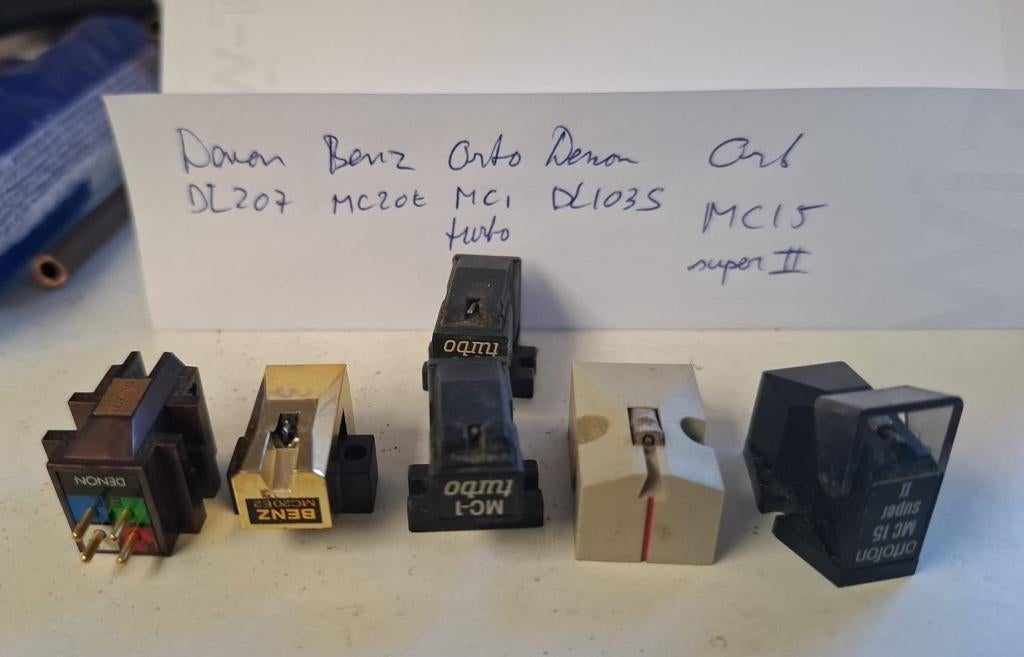 Denon Benz Orto Denon Ort
DL207 MC20E MC1 DL103S MC15
turbo super II
turbo
DENON
BENZ
MC20E2
MC-1
turbo
ortofon
MC 15
super
II